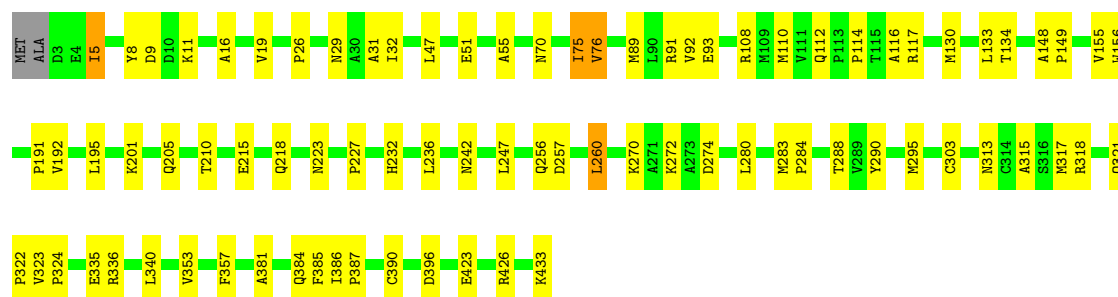 MET ALA D3 E4 I5 Y8 D9 D10 K11 A16 V19 P26 N29 A30 A31 I32 L47 E51 A55 N70 I75 V76 M89 L90 R91 V92 E93 R108 M109 M110 V111 Q112 P113 P114 T115 A116 R117 M130 L133 T134 A148 P149 V155 W156
P191 V192 L195 K201 Q205 T210 E215 Q218 N223 P227 H232 L236 N242 L247 Q256 D257 L260 K270 A271 K272 A273 D274 L280 M283 P284 T288 V289 Y290 M295 C303 N313 C314 A315 S316 M317 R318 Q321
P322 V323 P324 E335 R336 L340 V353 F357 A381 Q384 F385 I386 P387 C390 D396 E423 R426 K433